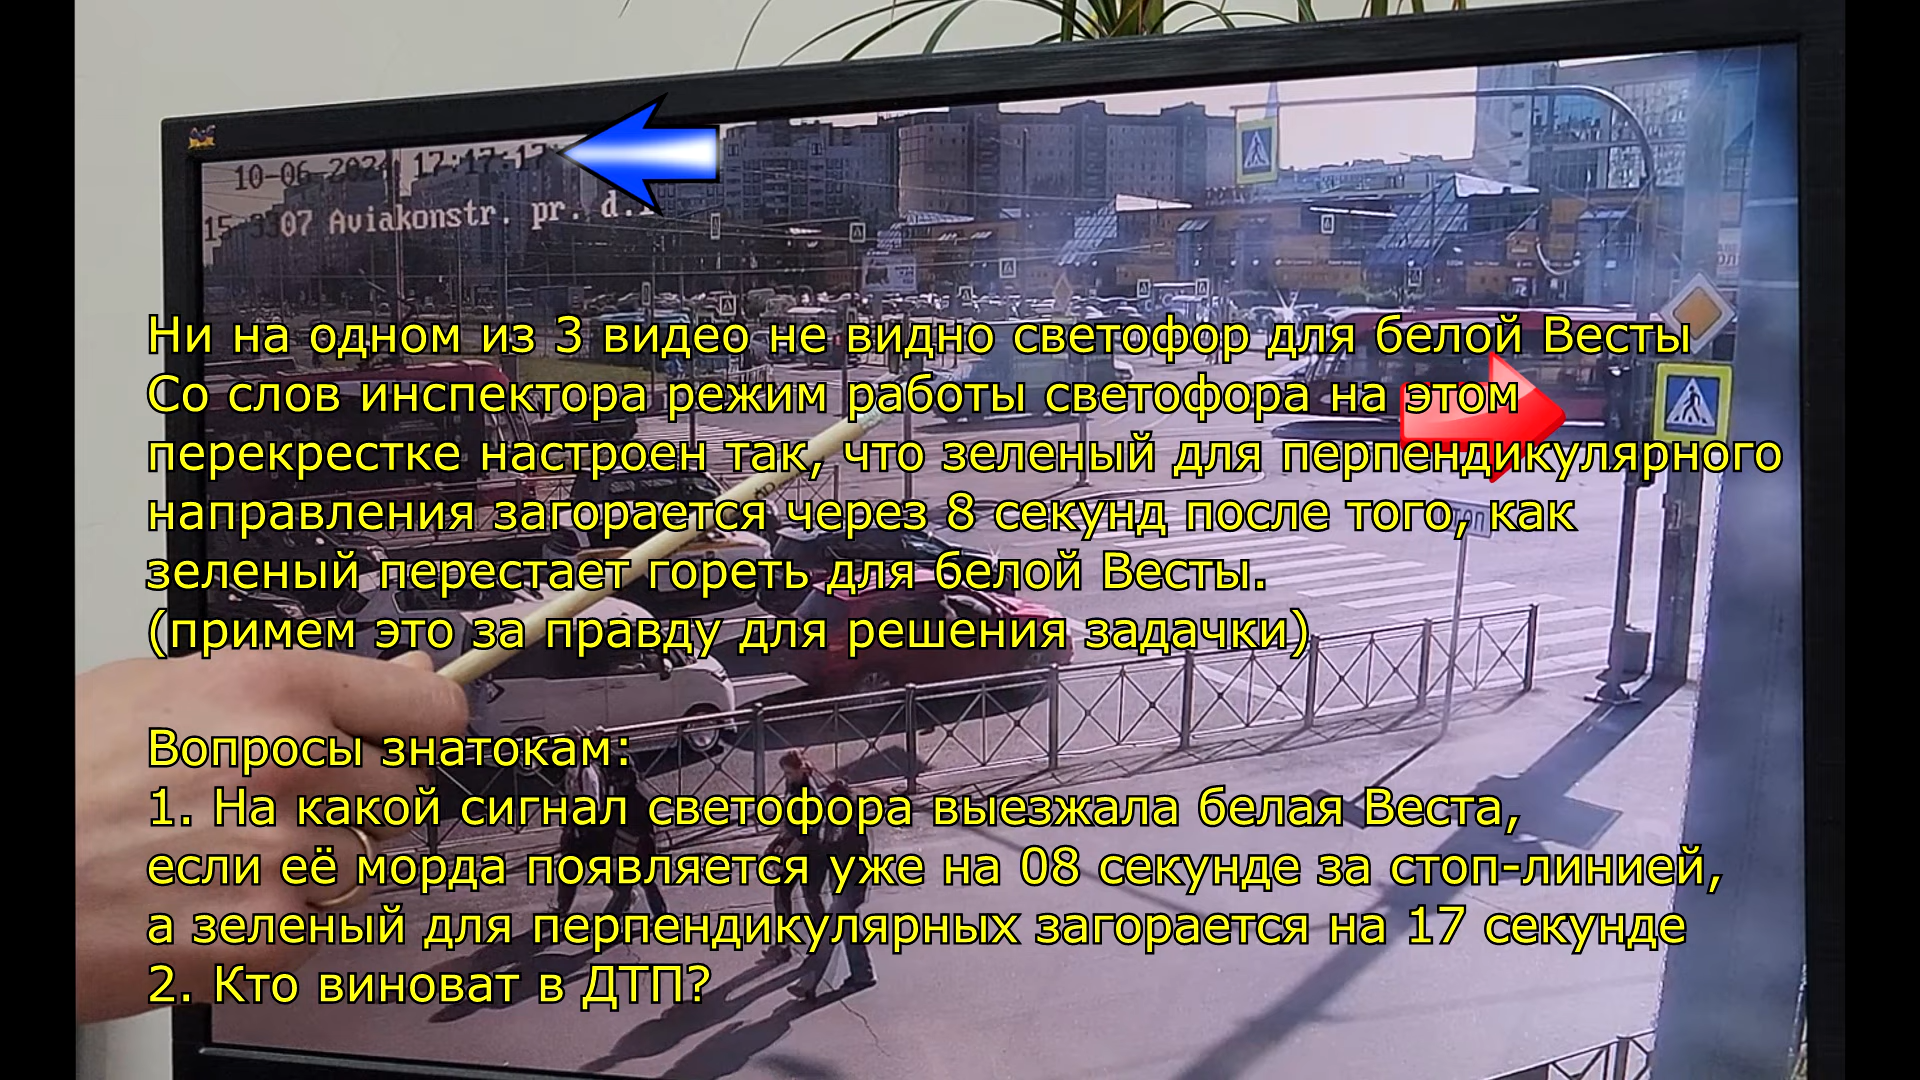 10-06-2024 17:17:17
07 Aviakonstr. pr. d.
Ни на одном из 3 видео не видно светофор для белой Весты
Со слов инспектора режим работы светофора на этом
перекрестке настроен так, что зеленый для перпендикулярного
направления загорается через 8 секунд после того, как
зеленый перестает гореть для белой Весты.
(примем это за правду для решения задачки)
Вопросы знатокам:
1. На какой сигнал светофора выезжала белая Веста,
если её морда появляется уже на 08 секунде за стоп-линией,
а зеленый для перпендикулярных загорается на 17 секунде
2. Кто виноват в ДТП?